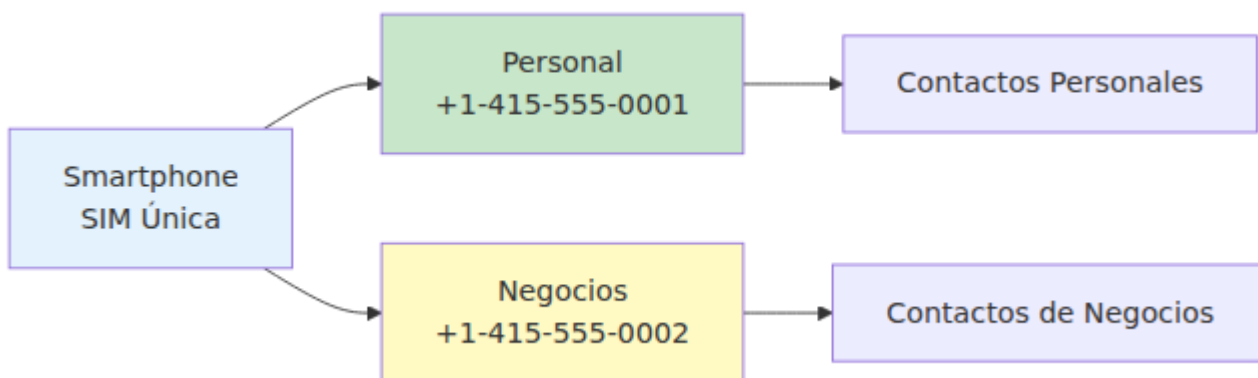 Smartphone
SIM Única
Personal
+1-415-555-0001
Contactos Personales
Negocios
+1-415-555-0002
Contactos de Negocios